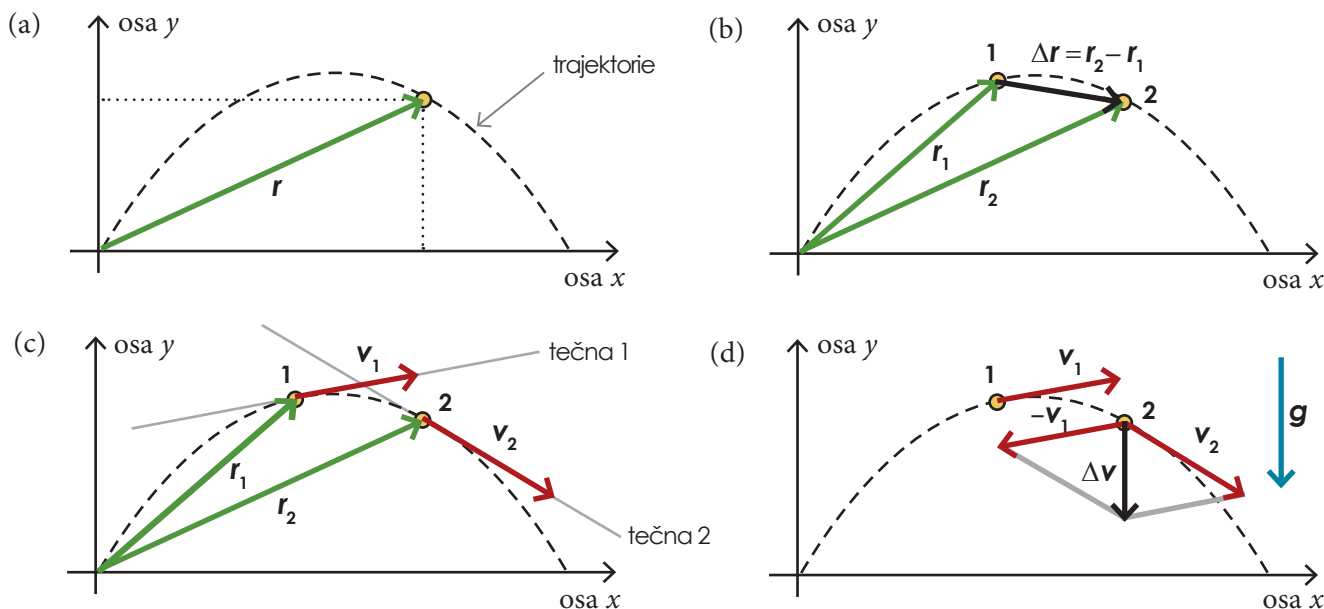 (a)
osa y
trajektorie
r
osa x
(b)
osa y
1
Δr = r₂ – r₁
2
r₁
r₂
osa x
(c)
osa y
v₁
tečna 1
1
2
v₂
r₁
r₂
tečna 2
osa x
(d)
osa y
v₁
1
2
–v₁
v₂
g
Δv
osa x